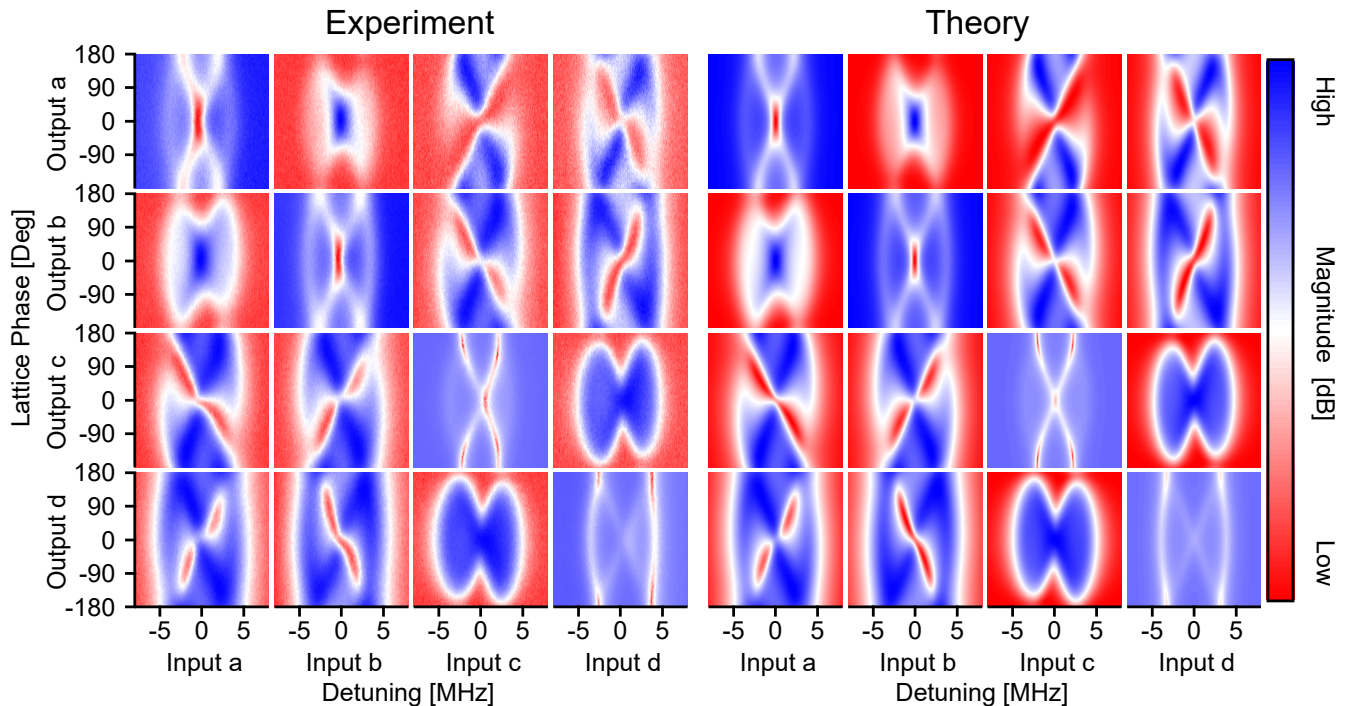 Experiment Theory
180
90
0
-90
180
90
0
-90
180
90
0
-90
180
90
0
-90
-180
Output a
Output b
Output c
Output d
Lattice Phase [Deg]
-5 0 5 -5 0 5 -5 0 5 -5 0 5 -5 0 5 -5 0 5 -5 0 5 -5 0 5
Input a Input b Input c Input d Input a Input b Input c Input d
Detuning [MHz] Detuning [MHz]
High
Magnitude [dB]
Low